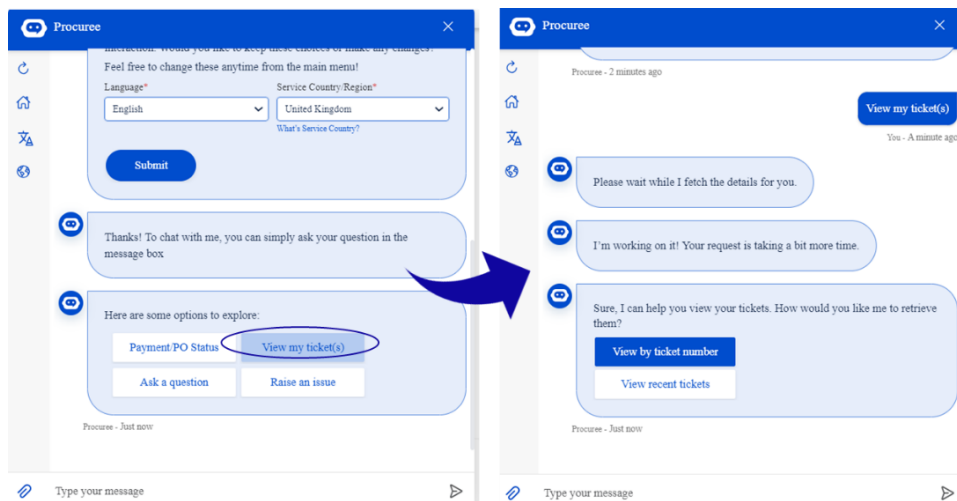 Procuree
interaction. Would you like to keep these choices or make any changes?
Feel free to change these anytime from the main menu!
Language* Service Country/Region*
English United Kingdom
What's Service Country?
Submit
Thanks! To chat with me, you can simply ask your question in the
message box
Here are some options to explore:
Payment/PO Status View my ticket(s)
Ask a question Raise an issue
Procuree - Just now
Type your message
Procuree
Procuree - 2 minutes ago
View my ticket(s)
You - A minute ago
Please wait while I fetch the details for you.
I'm working on it! Your request is taking a bit more time.
Sure, I can help you view your tickets. How would you like me to retrieve
them?
View by ticket number
View recent tickets
Procuree - Just now
Type your message